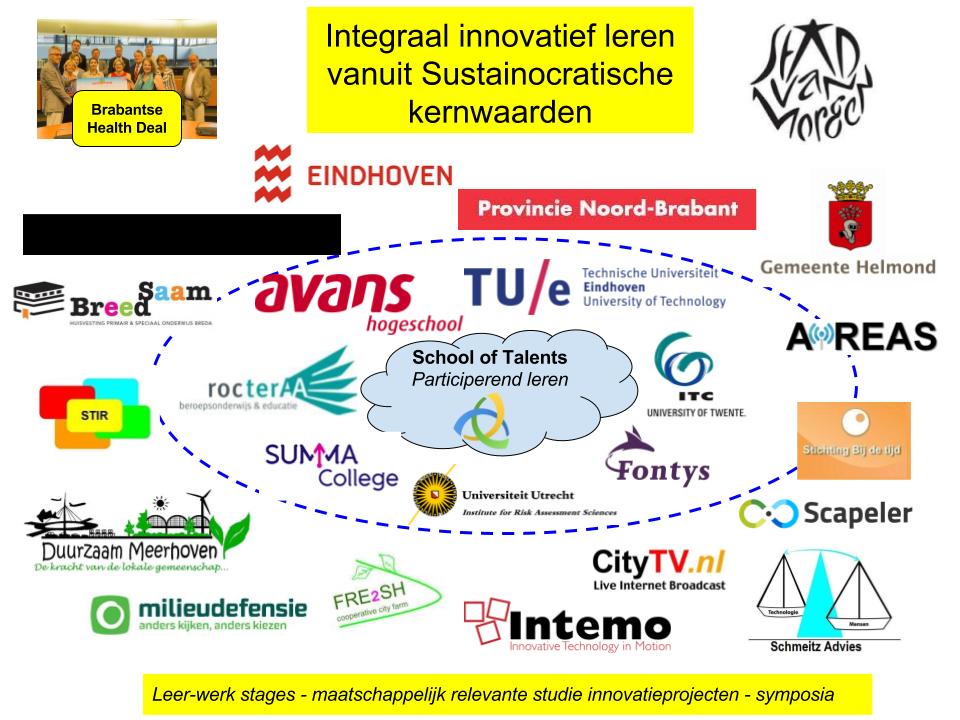 Integraal innovatief leren
vanuit Sustainocratische
kernwaarden
Brabantse
Health Deal
STAD
VAN
Morgen
EINDHOVEN
Provincie Noord-Brabant
Gemeente Helmond
BreedSaam
HUISVESTING PRIMAIR & SPECIAAL ONDERWIJS BREDA
avans
hogeschool
TU/e
Technische Universiteit
Eindhoven
University of Technology
AiREAS
School of Talents
Participerend leren
rocterAA
beroepsonderwijs & educatie
ITC
UNIVERSITY OF TWENTE.
STIR
Stichting Bij de tijd
SUMMA
College
Fontys
Universiteit Utrecht
Institute for Risk Assessment Sciences
Scapeler
Duurzaam Meerhoven
De kracht van de lokale gemeenschap...
CityTV.nl
Live Internet Broadcast
FRE2SH
cooperative city farm
milieudefensie
anders kijken, anders kiezen
Intemo
Innovative Technology in Motion
Technologie
Mensen
Schmeitz Advies
Leer-werk stages - maatschappelijk relevante studie innovatieprojecten - symposia